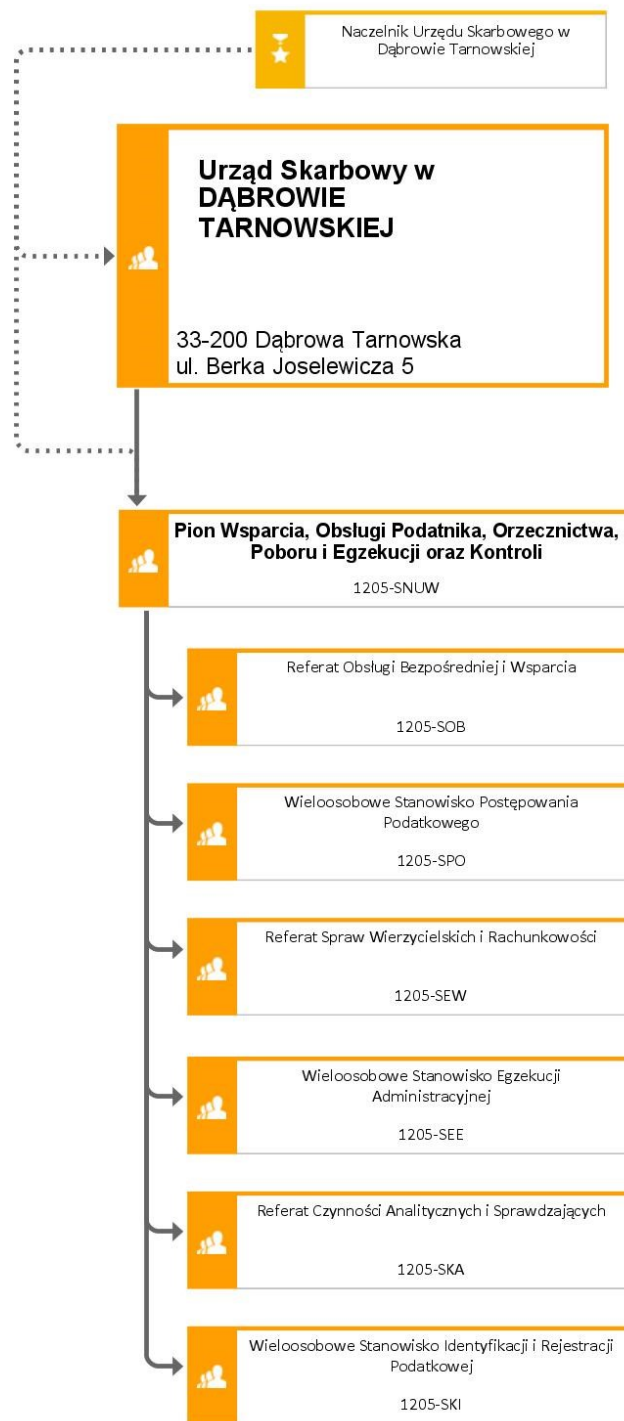 Naczelnik Urzędu Skarbowego w
Dąbrowie Tarnowskiej
Urząd Skarbowy w
DĄBROWIE
TARNOWSKIEJ
33-200 Dąbrowa Tarnowska
ul. Berka Joselewicza 5
Pion Wsparcia, Obsługi Podatnika, Orzecznictwa,
Poboru i Egzekucji oraz Kontroli
1205-SNUW
Referat Obsługi Bezpośredniej i Wsparcia
1205-SOB
Wieloosobowe Stanowisko Postępowania
Podatkowego
1205-SPO
Referat Spraw Wierzycielskich i Rachunkowości
1205-SEW
Wieloosobowe Stanowisko Egzekucji
Administracyjnej
1205-SEE
Referat Czynności Analitycznych i Sprawdzających
1205-SKA
Wieloosobowe Stanowisko Identyfikacji i Rejestracji
Podatkowej
1205-SKI